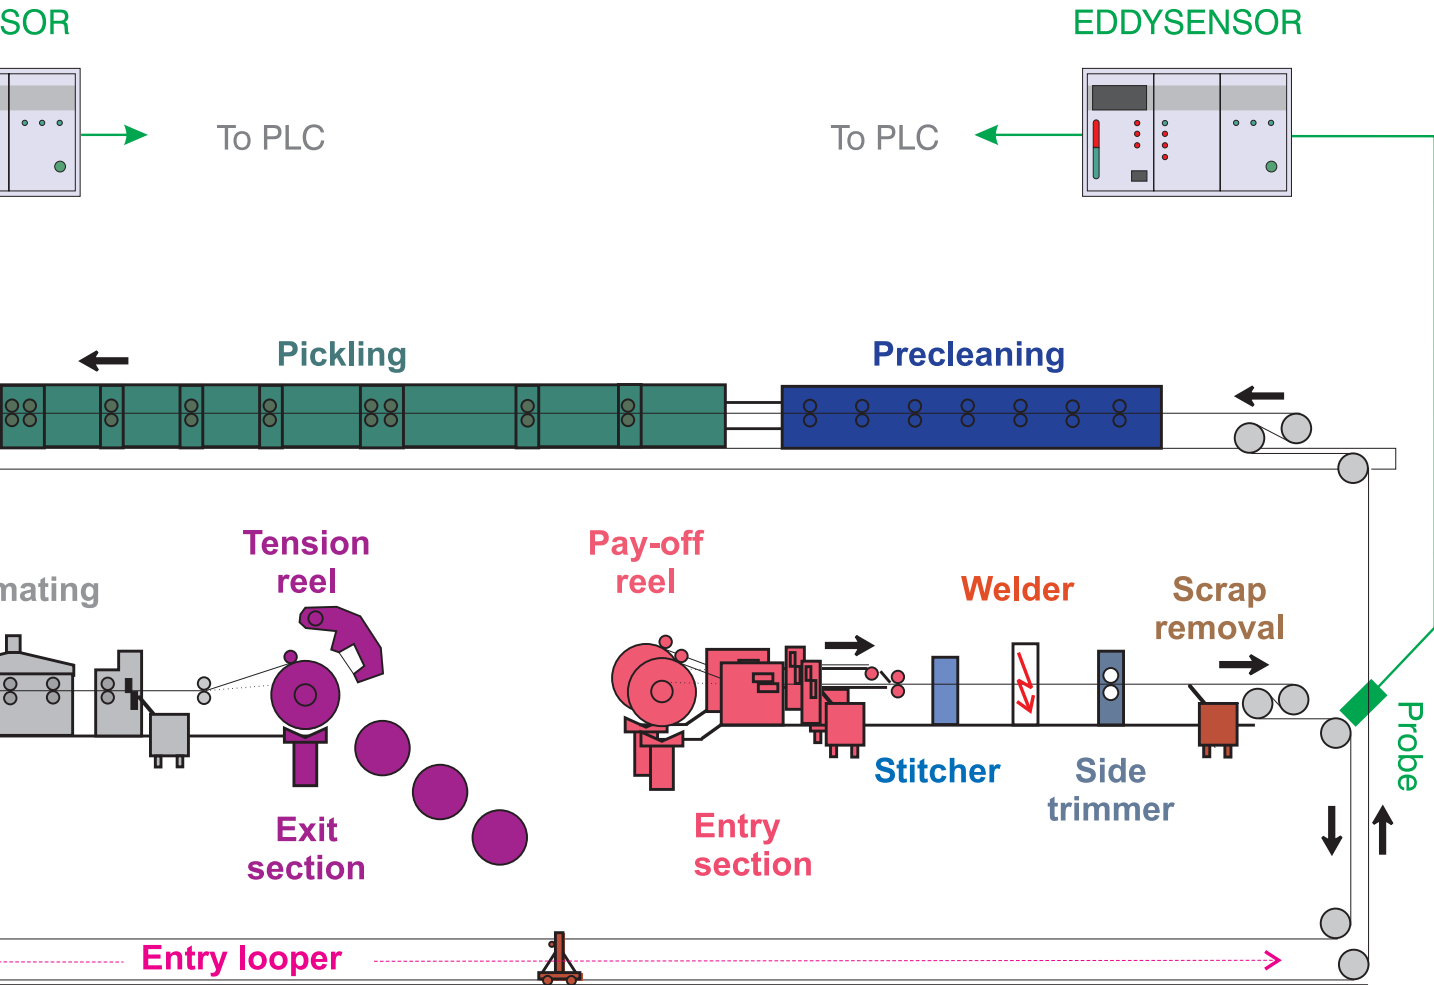 SOR
EDDYSENSOR
To PLC
To PLC
Pickling
Precleaning
Tension
reel
Pay-off
reel
mating
Welder
Scrap
removal
Probe
Stitcher
Side
trimmer
Exit
section
Entry
section
Entry looper